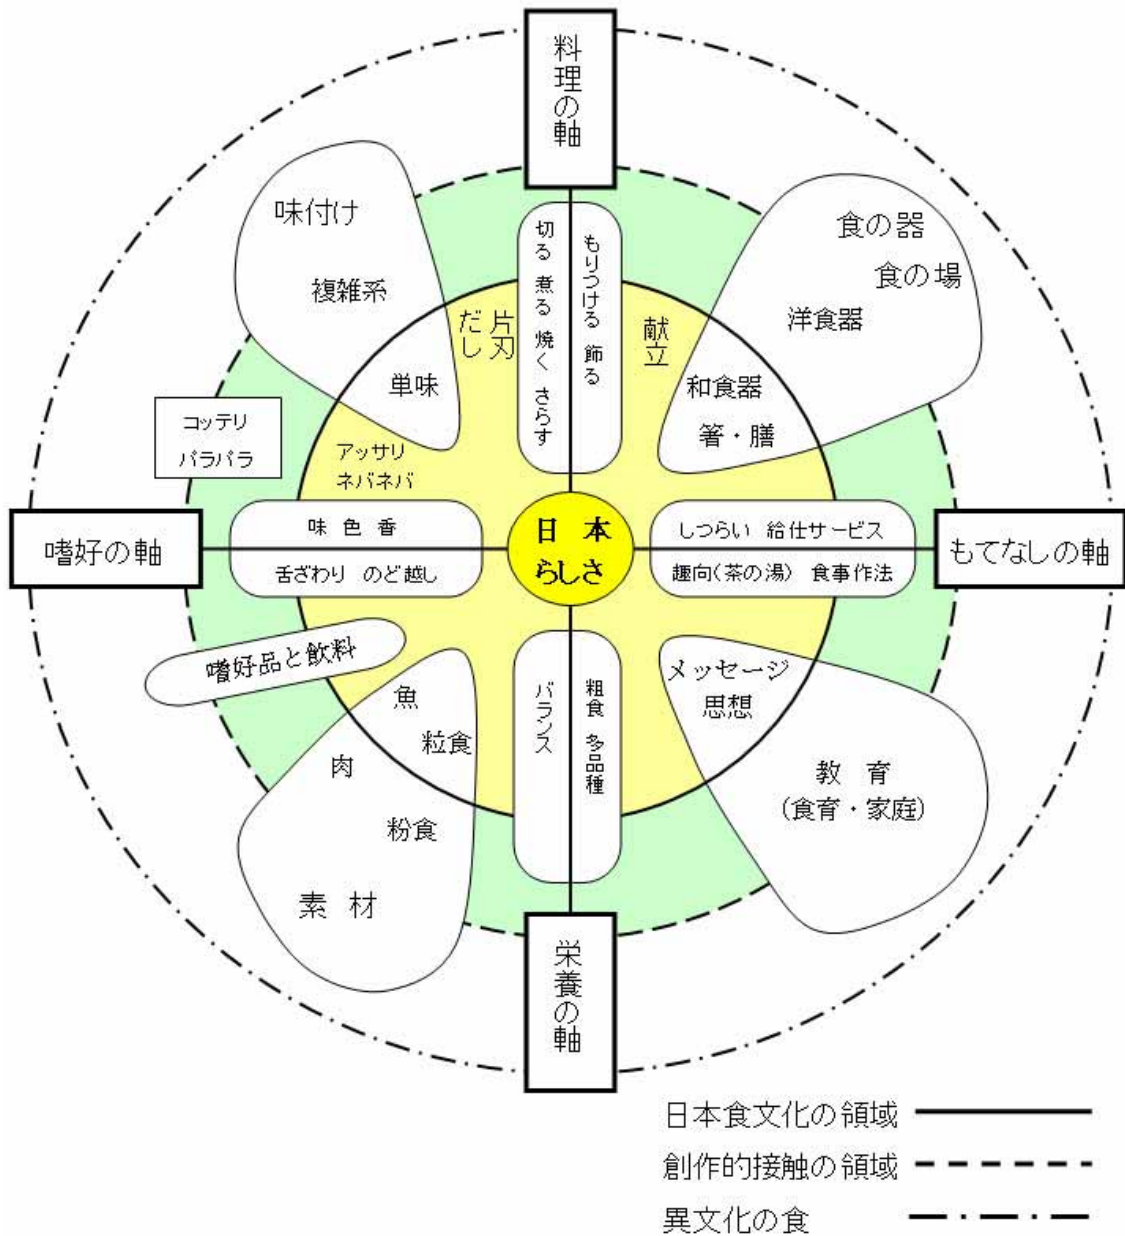 料理の軸
味付け
複雑系
単味
だし
片刃
切る 煮る 焼く さらす
もりつける 飾る
献立
食の器
食の場
洋食器
和食器
箸・膳
コッテリ
パラパラ
アッサリ
ネバネバ
嗜好の軸
味 色 香
舌ざわり のど越し
日 本
らしさ
しつらい 給仕サービス
趣向(茶の湯) 食事作法
もてなしの軸
嗜好品と飲料
魚
粒食
肉
粉食
素 材
バランス
粗食 多品種
メッセージ
思想
教 育
(食育・家庭)
栄養の軸
日本食文化の領域
創作的接触の領域
異文化の食